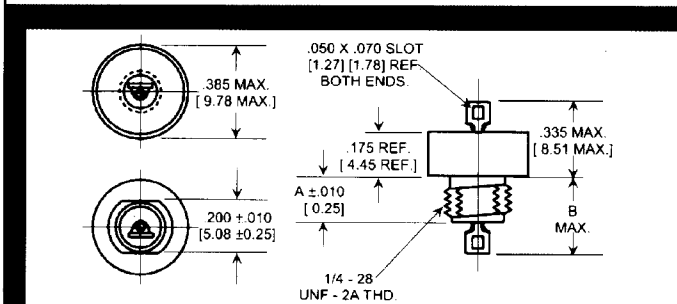 .050 X .070 SLOT
[1.27] [1.78] REF
BOTH ENDS.
.385 MAX.
[ 9.78 MAX.]
.175 REF.
[ 4.45 REF.]
.335 MAX.
[ 8.51 MAX.]
A ±.010
[ 0.25]
B
MAX.
.200 ±.010
[5.08 ±0.25]
1/4 - 28
UNF - 2A THD.